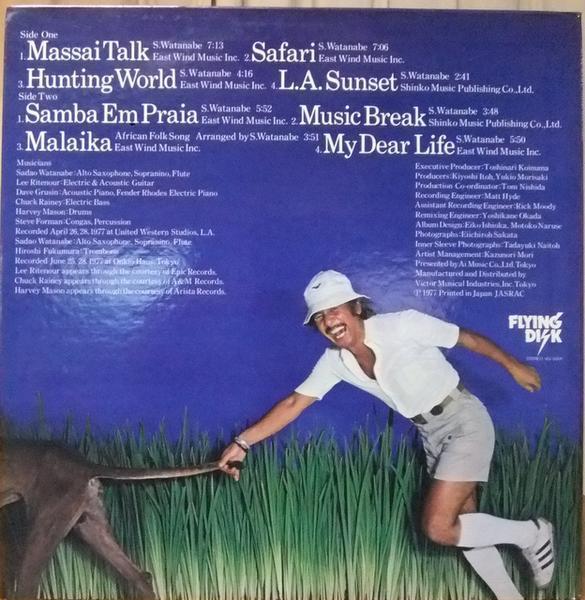 Side One
1. Massai Talk S.Watanabe 7:13 East Wind Music Inc. 2. Safari S.Watanabe 7:06 East Wind Music Inc.
3. Hunting World S.Watanabe 4:16 East Wind Music Inc. 4. L.A. Sunset S.Watanabe 2:41 Shinko Music Publishing Co.,Ltd.
Side Two
1. Samba Em Praia S.Watanabe 5:52 East Wind Music Inc. 2. Music Break S.Watanabe 3:48 Shinko Music Publishing Co.,Ltd.
3. Malaika African Folk Song Arranged by S.Watanabe 3:51 East Wind Music Inc. 4. My Dear Life S.Watanabe 5:50 East Wind Music Inc.
Musicians
Sadao Watanabe:Alto Saxophone, Sopranino, Flute
Lee Ritenour:Electric & Acoustic Guitar
Dave Grusin:Acoustic Piano, Fender Rhodes Electric Piano
Chuck Rainey:Electric Bass
Harvey Mason:Drums
Steve Forman:Congas, Percussion
Recorded April 26, 28, 1977 at United Western Studios, L.A.
Sadao Watanabe:Alto Saxophone, Sopranino, Flute
Hiroshi Fukumura:Trombone
Recorded June 25, 28, 1977 at Onkio Haus, Tokyo
Lee Ritenour appears through the courtesy of Epic Records.
Chuck Rainey appears through the courtesy of A&M Records.
Harvey Mason appears through the courtesy of Arista Records.
Executive Producer:Toshinari Koinuma
Producers:Kiyoshi Itoh, Yukio Morisaki
Production Co-ordinator:Tom Nishida
Recording Engineer:Matt Hyde
Assistant Recording Engineer:Rick Moody
Remixing Engineer:Yoshikane Okada
Album Design:Eiko Ishioka, Motoko Naruse
Photographs:Eiichiroh Sakata
Inner Sleeve Photographs:Tadayuki Naitoh
Artist Management:Kazunori Mori
Presented by Ai Music Co.,Ltd. Tokyo
Manufactured and Distributed by
Victor Musical Industries, Inc. Tokyo
℗ 1977 Printed in Japan JASRAC
FLYING
DISK